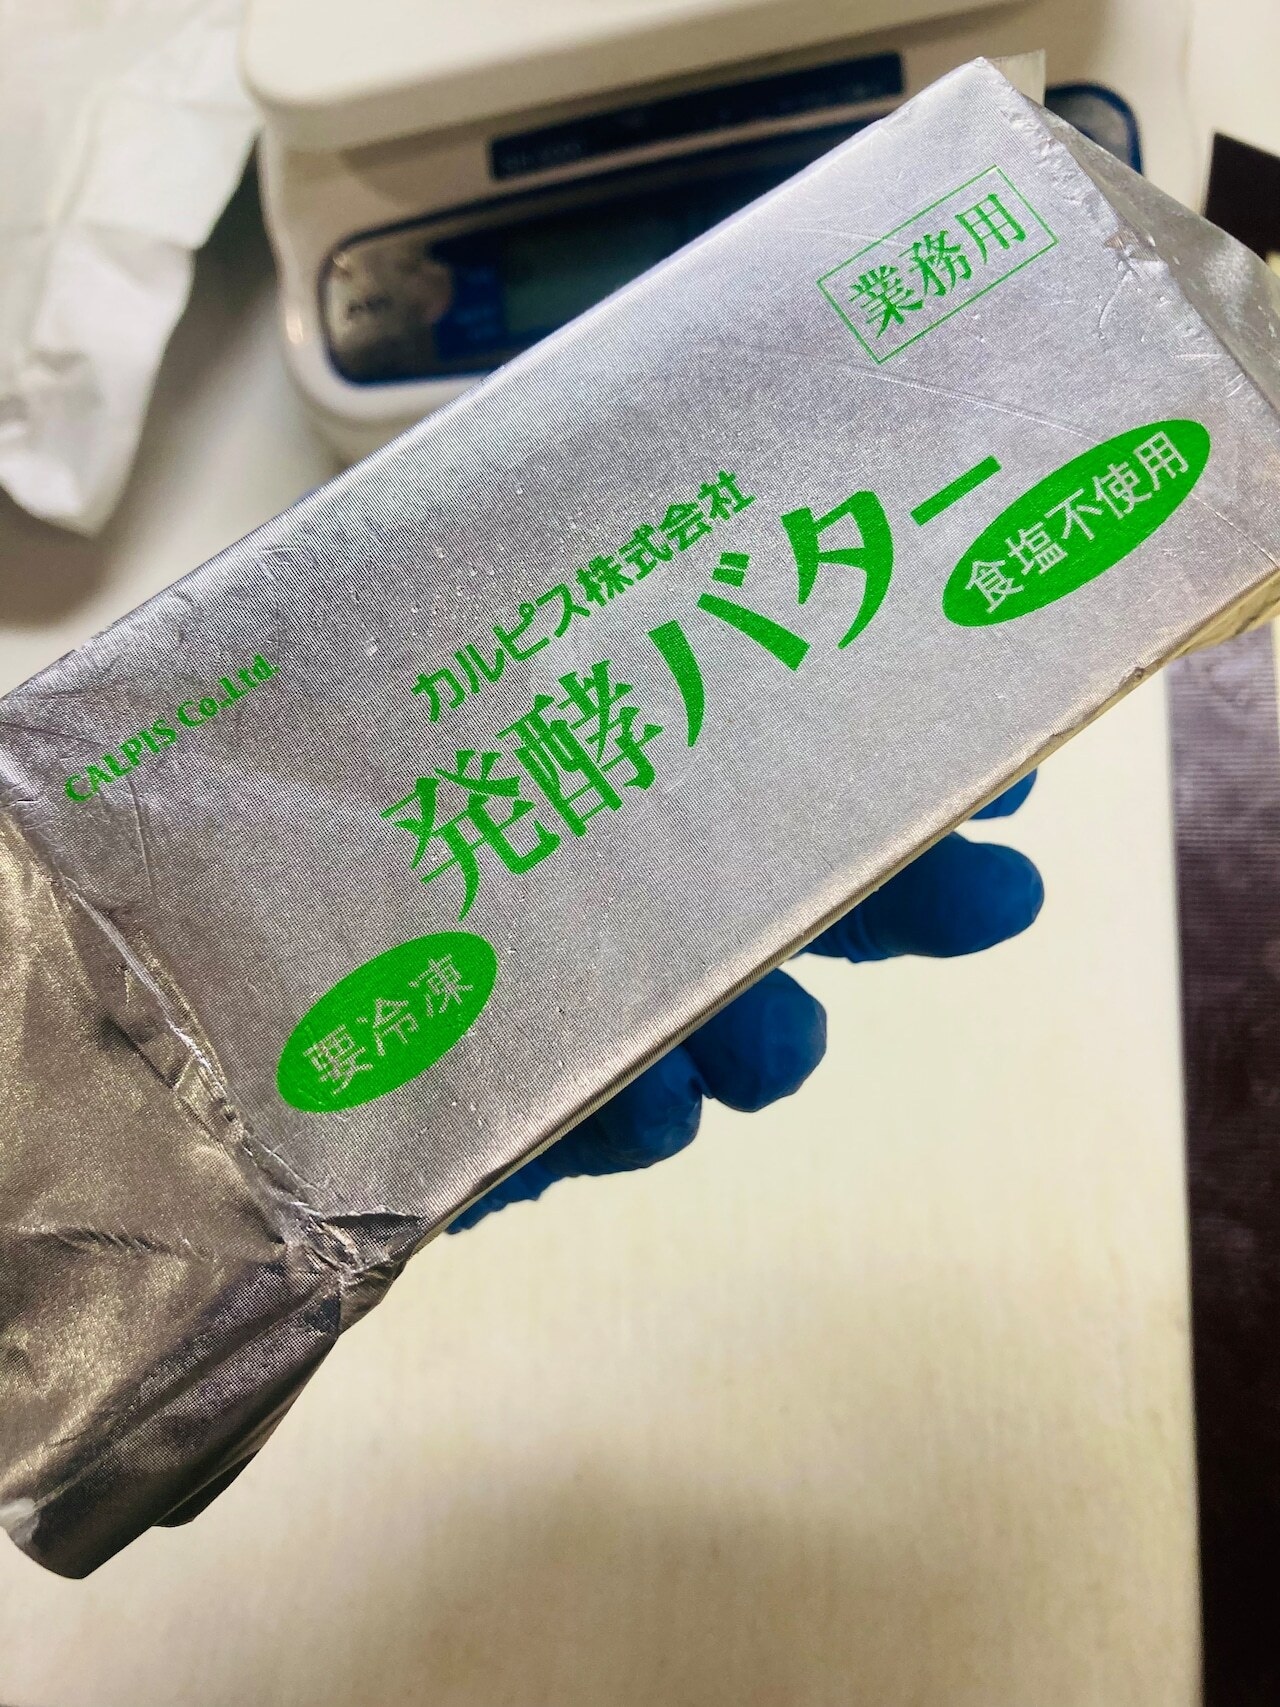 業務用
CALPIS Co.,Ltd.
カルピス株式会社
発酵バター
食塩不使用
要冷凍